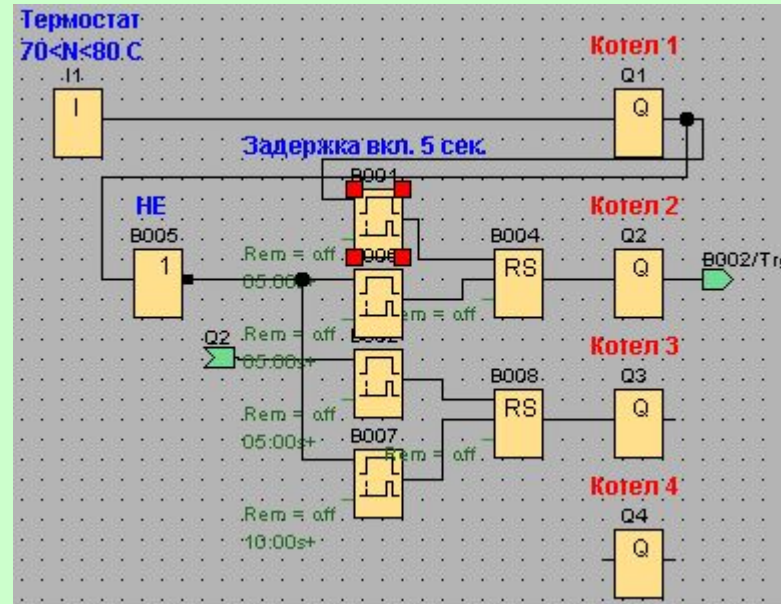 Термостат
70<N<80 C
Котел 1
I1
Q1
I
Q
Задержка вкл. 5 сек.
B001
НЕ
Котел 2
B005
B004
Q2
1
Rem = off
05:00s+
RS
Q
B002/Trg
Rem = off
Q2
Rem = off
05:00s+
Котел 3
B008
Q3
RS
Q
Rem = off
05:00s+
B007
Rem = off
Котел 4
Q4
Rem = off
10:00s+
Q